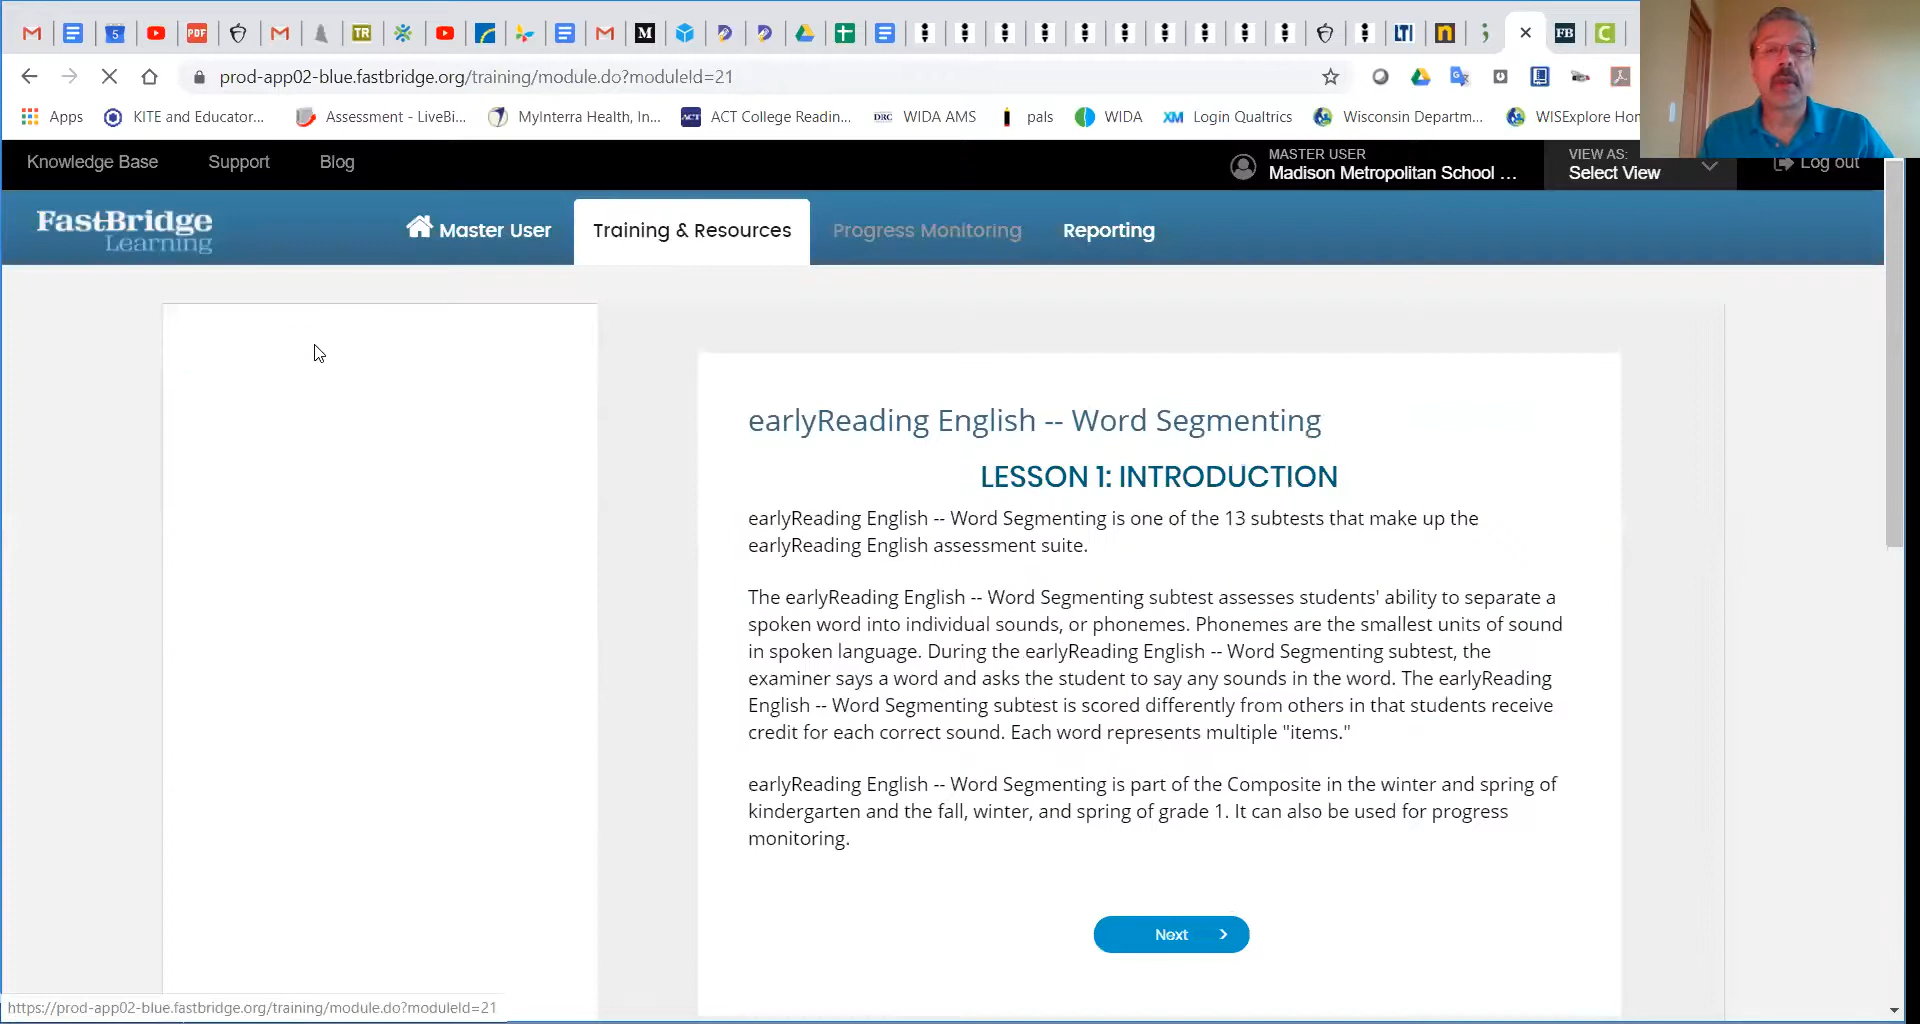 prod-app02-blue.fastbridge.org/training/module.do?moduleId=21
Apps KITE and Educator... Assessment - LiveBi... MyInterra Health, In... ACT College Readin... WIDA AMS pals WIDA Login Qualtrics Wisconsin Departm... WISExplore Hon
Knowledge Base Support Blog
MASTER USER
Madison Metropolitan School ...
VIEW AS:
Select View
Log out
FastBridge
Learning
Master User Training & Resources Progress Monitoring Reporting
earlyReading English -- Word Segmenting
LESSON 1: INTRODUCTION
earlyReading English -- Word Segmenting is one of the 13 subtests that make up the
earlyReading English assessment suite.
The earlyReading English -- Word Segmenting subtest assesses students' ability to separate a
spoken word into individual sounds, or phonemes. Phonemes are the smallest units of sound
in spoken language. During the earlyReading English -- Word Segmenting subtest, the
examiner says a word and asks the student to say any sounds in the word. The earlyReading
English -- Word Segmenting subtest is scored differently from others in that students receive
credit for each correct sound. Each word represents multiple "items."
earlyReading English -- Word Segmenting is part of the Composite in the winter and spring of
kindergarten and the fall, winter, and spring of grade 1. It can also be used for progress
monitoring.
Next
https://prod-app02-blue.fastbridge.org/training/module.do?moduleId=21